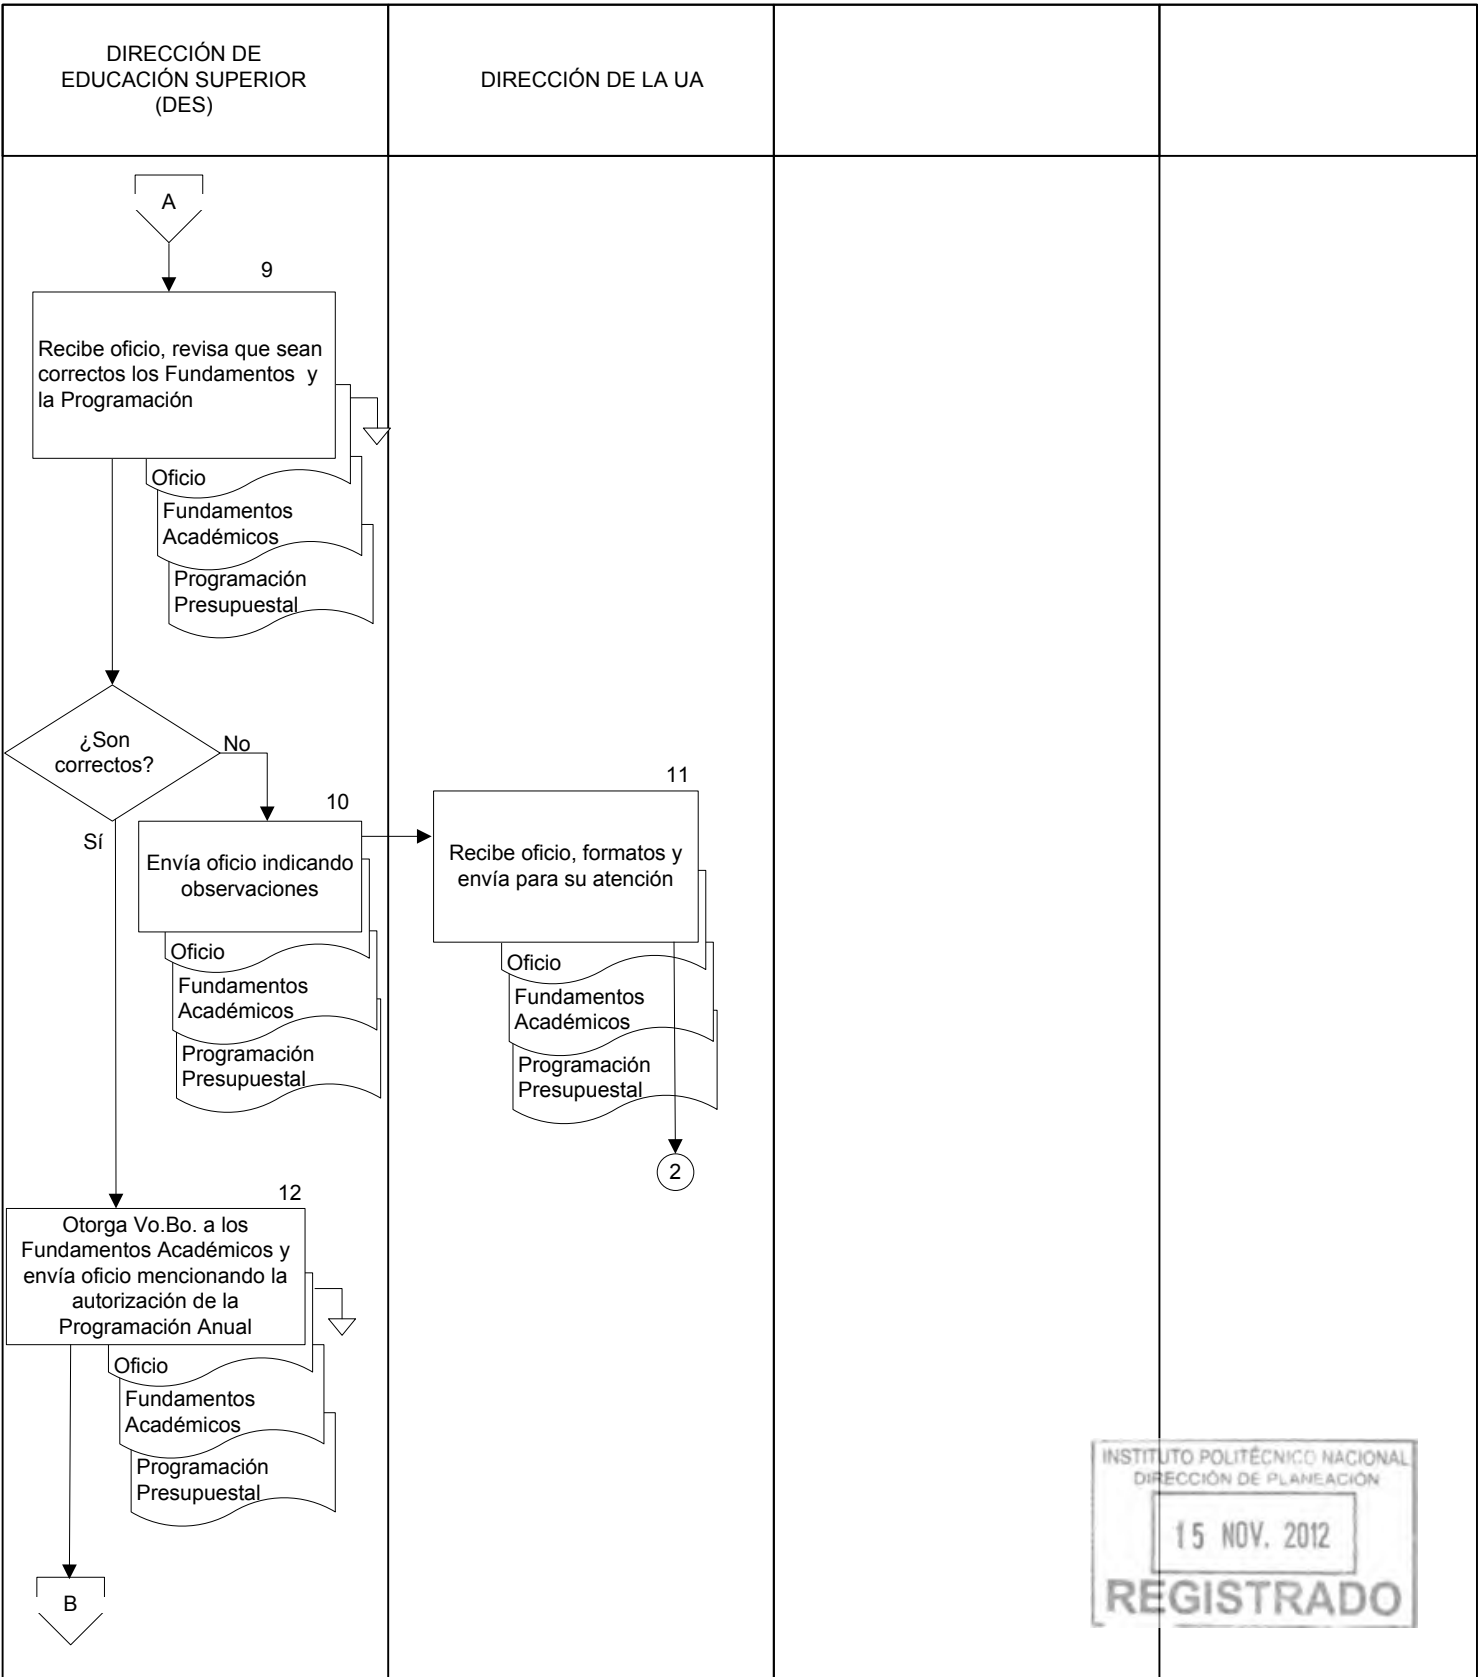 DIRECCIÓN DE
EDUCACIÓN SUPERIOR
(DES)
DIRECCIÓN DE LA UA
A
9
Recibe oficio, revisa que sean
correctos los Fundamentos y
la Programación
Oficio
Fundamentos
Académicos
Programación
Presupuestal
¿Son
correctos?
No
Sí
10
Envía oficio indicando
observaciones
Oficio
Fundamentos
Académicos
Programación
Presupuestal
11
Recibe oficio, formatos y
envía para su atención
Oficio
Fundamentos
Académicos
Programación
Presupuestal
2
12
Otorga Vo.Bo. a los
Fundamentos Académicos y
envía oficio mencionando la
autorización de la
Programación Anual
Oficio
Fundamentos
Académicos
Programación
Presupuestal
B
INSTITUTO POLITÉCNICO NACIONAL
DIRECCIÓN DE PLANEACIÓN
15 NOV. 2012
REGISTRADO